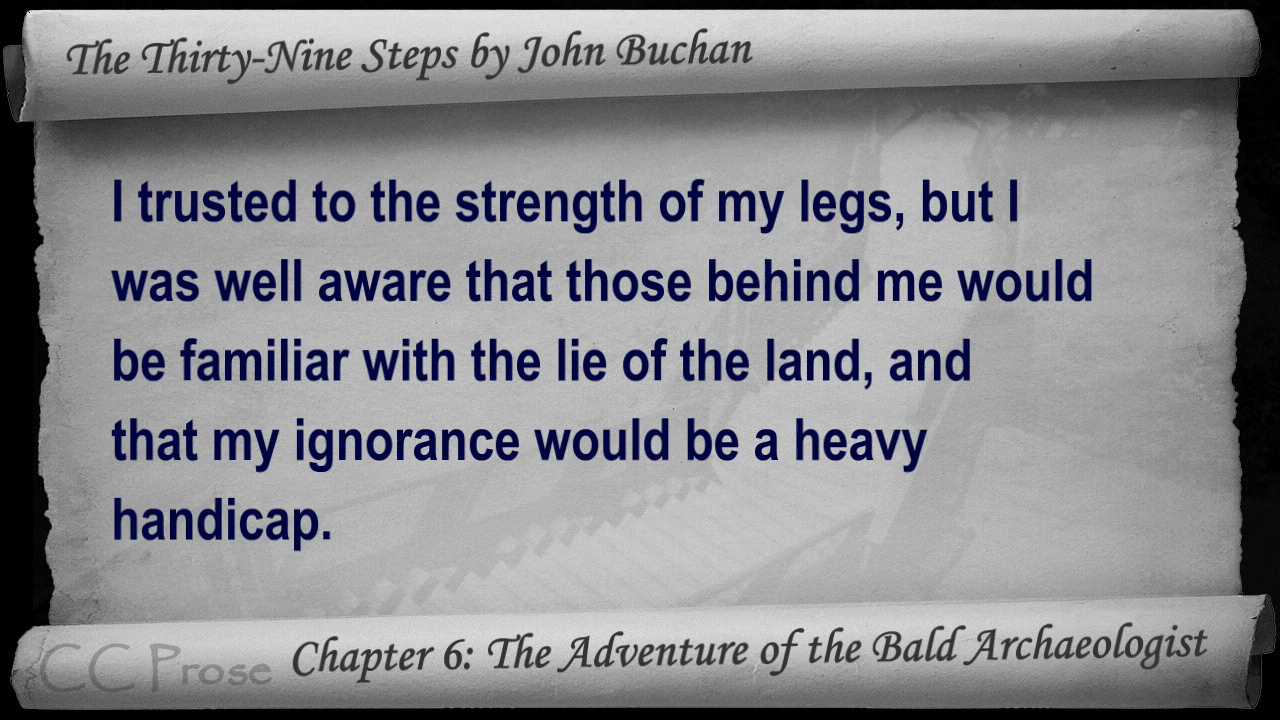 The Thirty-Nine Steps by John Buchan
I trusted to the strength of my legs, but I
was well aware that those behind me would
be familiar with the lie of the land, and
that my ignorance would be a heavy
handicap.
CC Prose
Chapter 6: The Adventure of the Bald Archaeologist